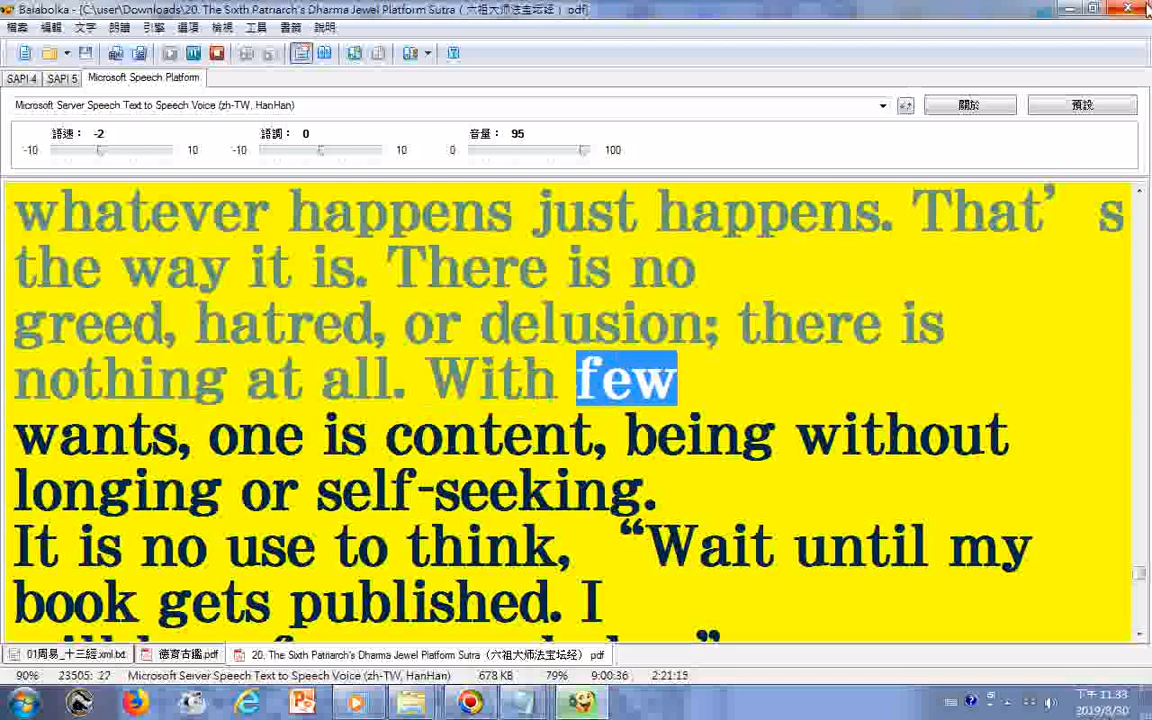 Balabolka - [C:\user\Downloads\20. The Sixth Patriarch's Dharma Jewel Platform Sutra（六祖大师法宝坛经）.pdf]
檔案 編輯 文字 朗讀 引擎 選項 檢視 工具 書籤 說明
SAPI 4 SAPI 5 Microsoft Speech Platform
Microsoft Server Speech Text to Speech Voice (zh-TW, HanHan) 關於 預設
語速： -2 語調： 0 音量： 95
-10 10 -10 10 0 100
whatever happens just happens. That’s
the way it is. There is no
greed, hatred, or delusion; there is
nothing at all. With few
wants, one is content, being without
longing or self-seeking.
It is no use to think, “Wait until my
book gets published. I
01周易_十三經.xml.txt 德育古鑑.pdf 20. The Sixth Patriarch's Dharma Jewel Platform Sutra（六祖大师法宝坛经）.pdf
90% 23505: 27 Microsoft Server Speech Text to Speech Voice (zh-TW, HanHan) 678 KB 79% 9:00:36 2:21:19
下午 11:33
2019/8/30